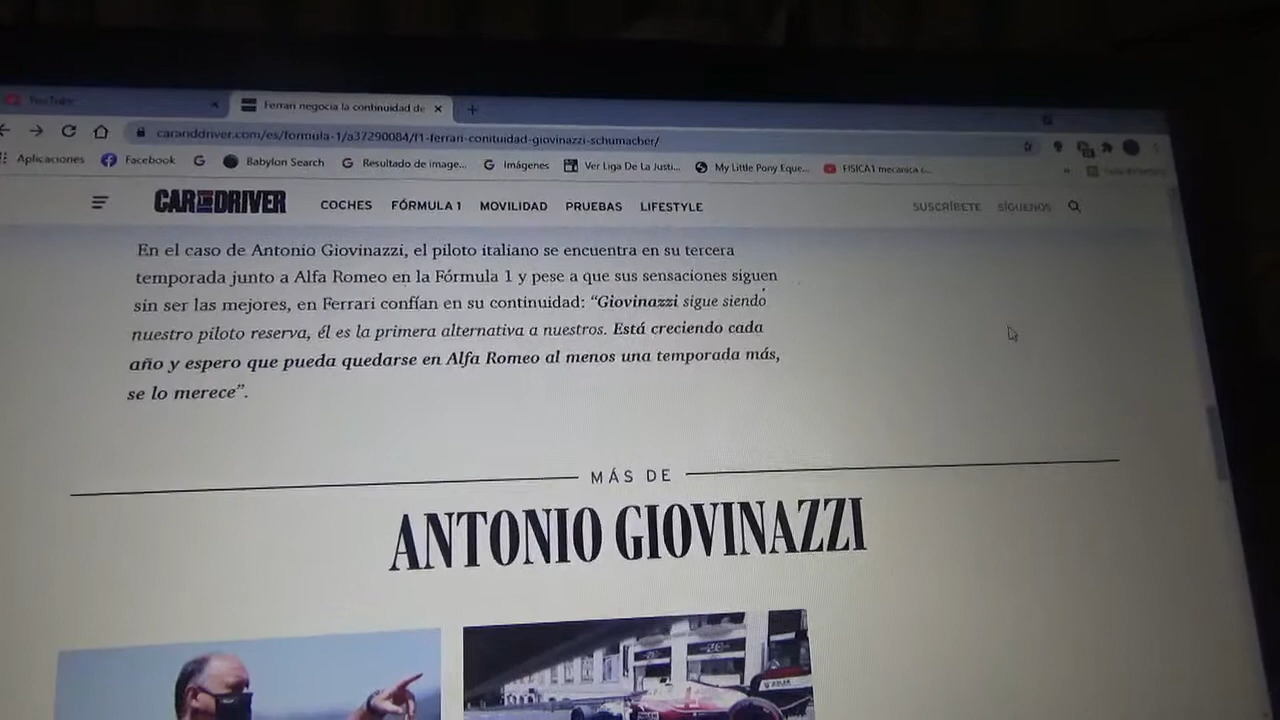 YouTube
Ferrari negocia la continuidad de
caranddriver.com/es/formula-1/a37290084/f1-ferrari-conituidad-giovinazzi-schumacher/
Aplicaciones Facebook Babylon Search Resultado de image... Imágenes Ver Liga De La Justi... My Little Pony Eque... FISICA1 mecanica (... »
CAR AND DRIVER COCHES FÓRMULA 1 MOVILIDAD PRUEBAS LIFESTYLE SUSCRÍBETE SÍGUENOS
En el caso de Antonio Giovinazzi, el piloto italiano se encuentra en su tercera
temporada junto a Alfa Romeo en la Fórmula 1 y pese a que sus sensaciones siguen
sin ser las mejores, en Ferrari confían en su continuidad: “Giovinazzi sigue siendo
nuestro piloto reserva, él es la primera alternativa a nuestros. Está creciendo cada
año y espero que pueda quedarse en Alfa Romeo al menos una temporada más,
se lo merece”.
MÁS DE
ANTONIO GIOVINAZZI